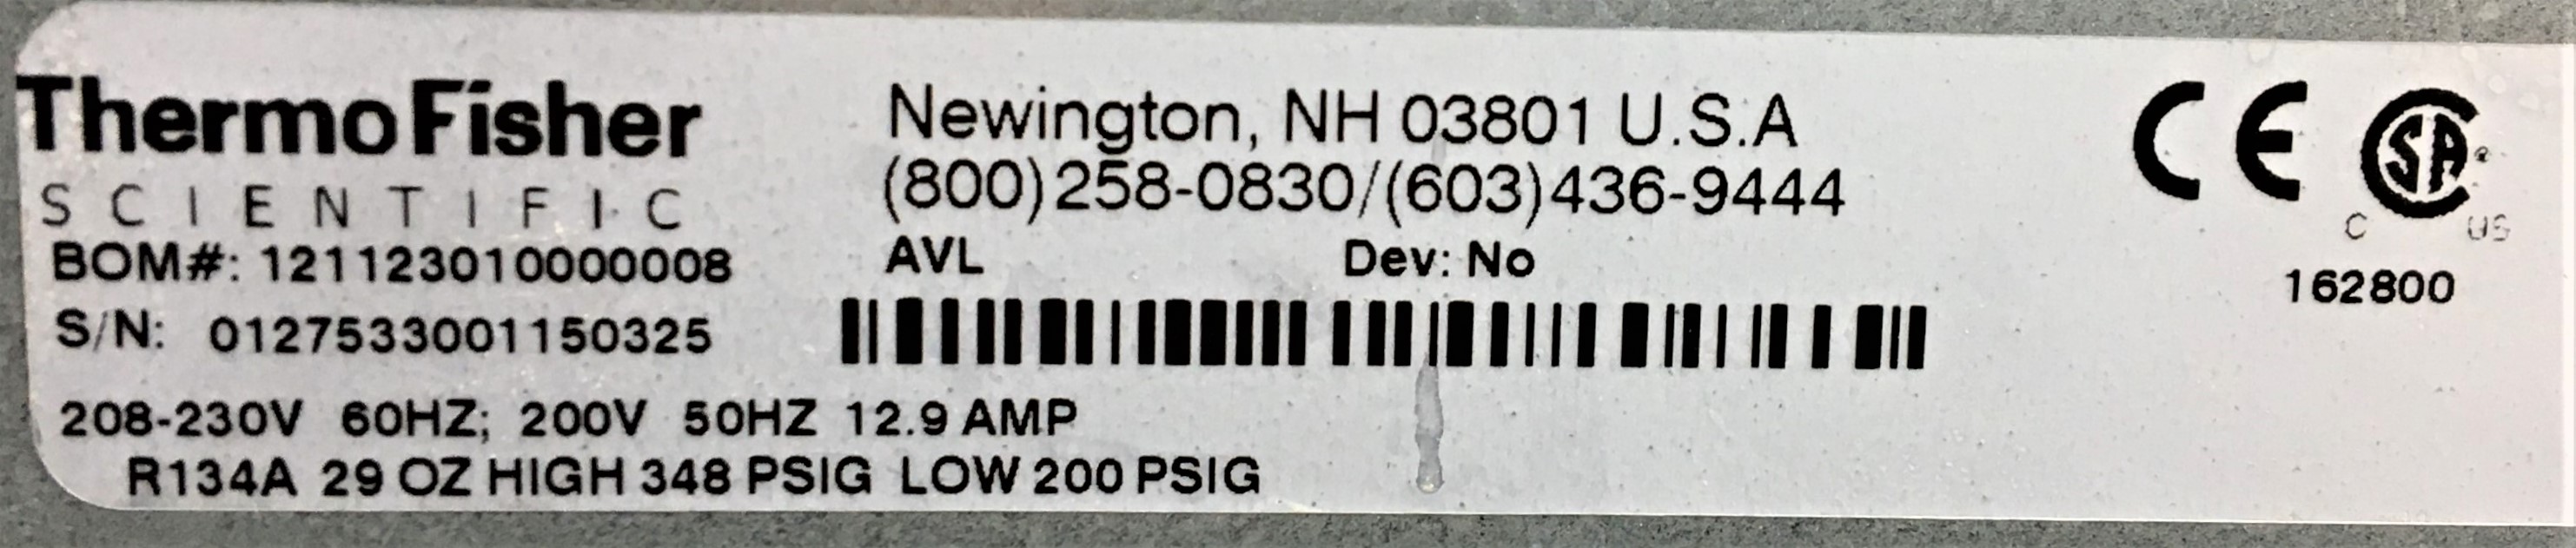 ThermoFisher
SCIENTIFIC
Newington, NH 03801 U.S.A
(800)258-0830/(603)436-9444
CE
SA
C US
BOM#: 121123010000008
AVL
Dev: No
162800
S/N: 0127533001150325
208-230V 60HZ; 200V 50HZ 12.9 AMP
R134A 29 OZ HIGH 348 PSIG LOW 200 PSIG